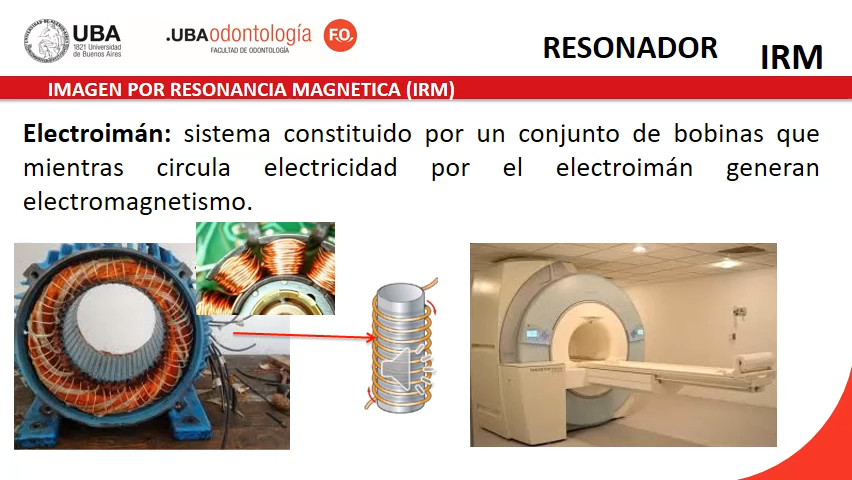 UBA
1821 Universidad
de Buenos Aires
.UBAodontología
FACULTAD DE ODONTOLOGÍA
F.O.
RESONADOR
IRM
IMAGEN POR RESONANCIA MAGNETICA (IRM)
Electroimán: sistema constituido por un conjunto de bobinas que
mientras circula electricidad por el electroimán generan
electromagnetismo.